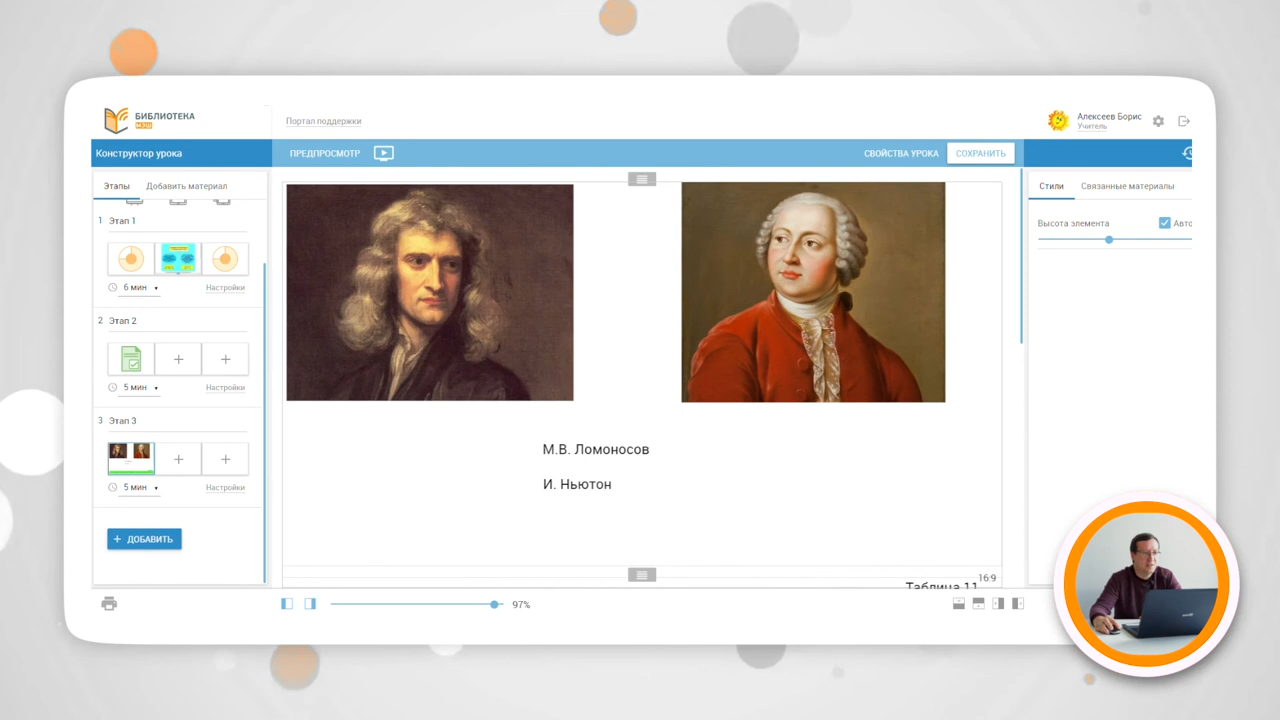 БИБЛИОТЕКА
МЭШ
Портал поддержки
Алексеев Борис
Учитель
Конструктор урока
ПРЕДПРОСМОТР
СВОЙСТВА УРОКА
СОХРАНИТЬ
Этапы
Добавить материал
Стили
Связанные материалы
1 Этап 1
Высота элемента
Авто
6 мин
Настройки
2 Этап 2
5 мин
Настройки
3 Этап 3
М.В. Ломоносов
И. Ньютон
5 мин
Настройки
+ ДОБАВИТЬ
16:9
Таблица 11
97%